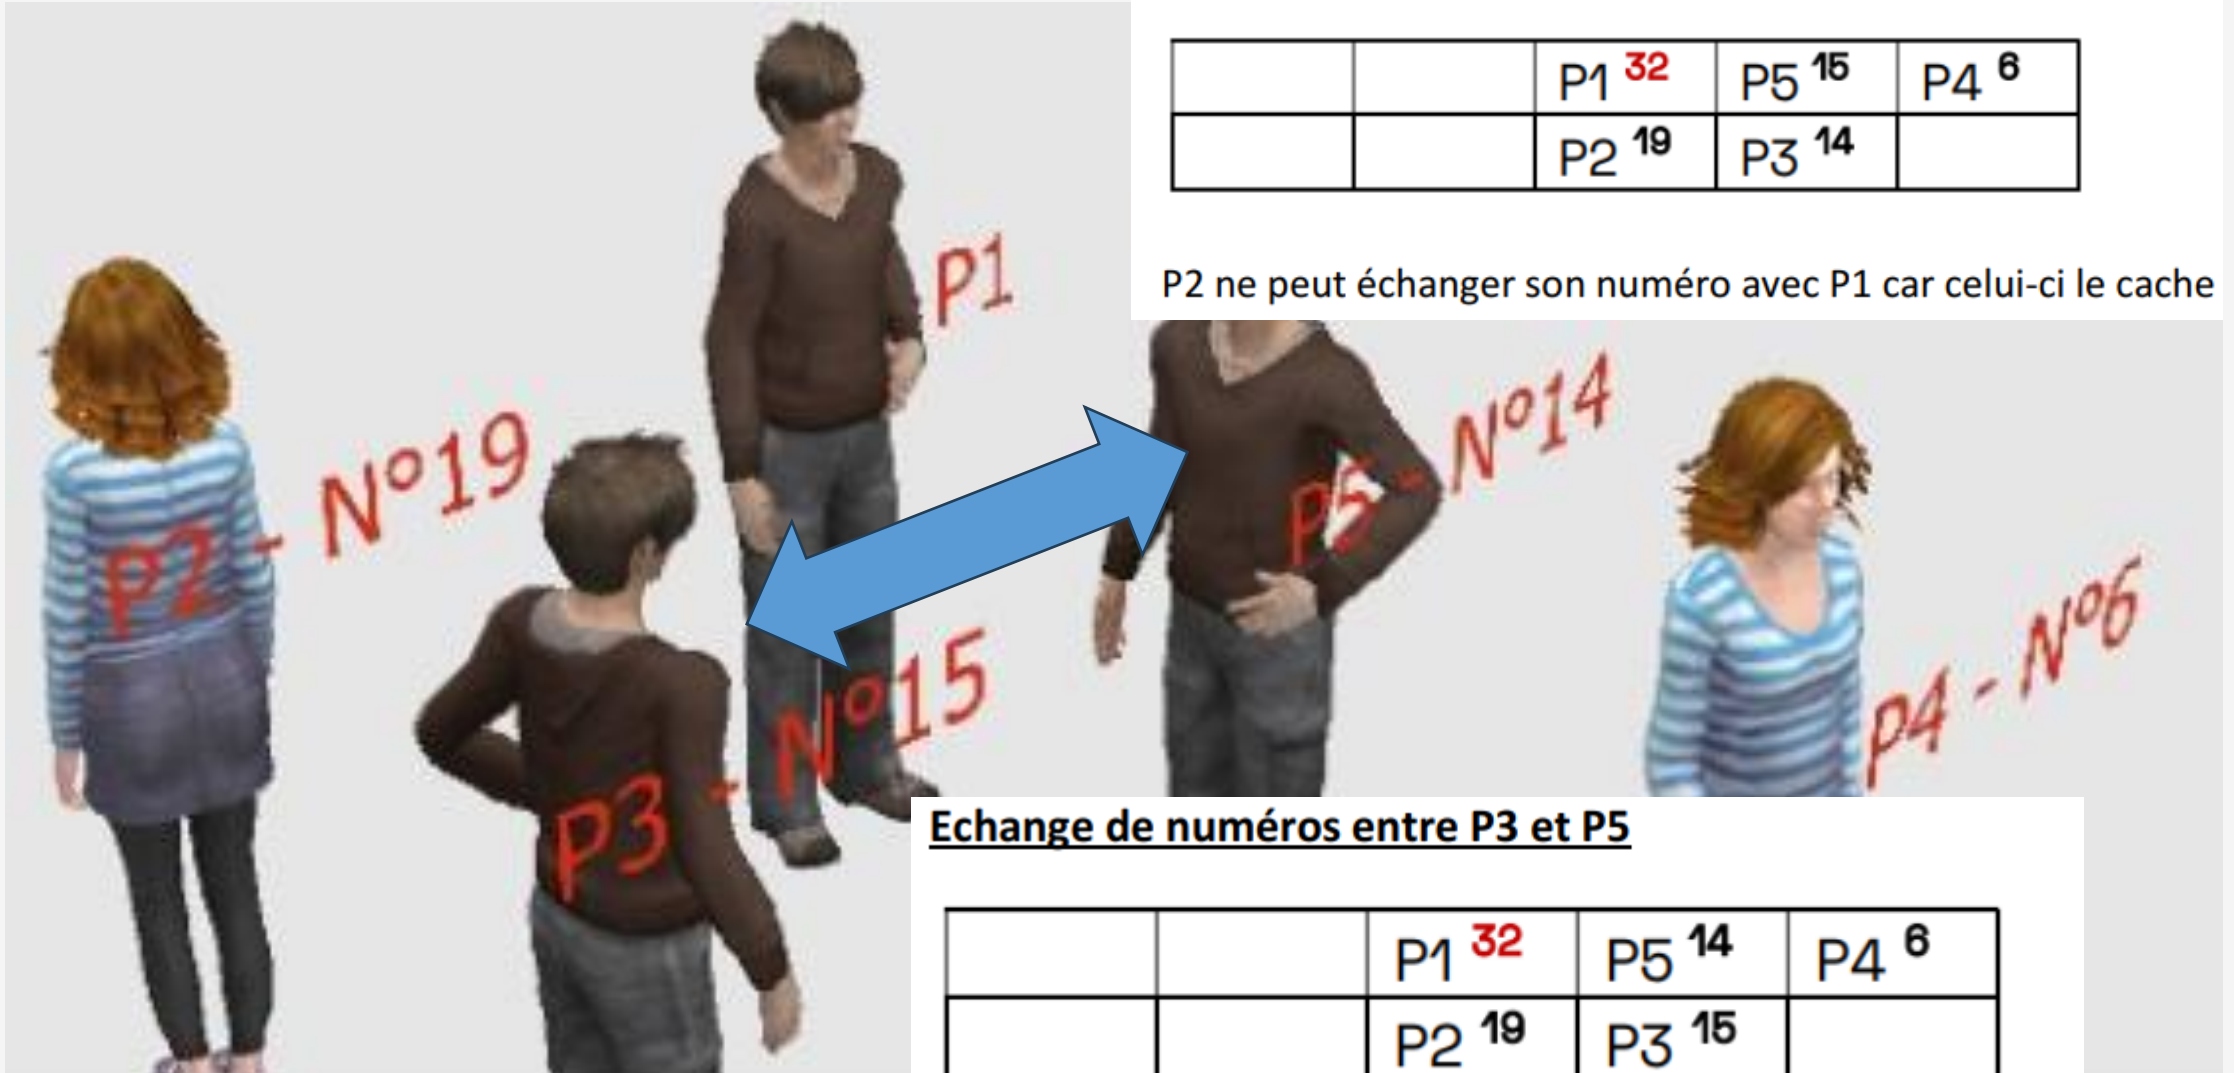 P1 32 P5 15 P4 6
P2 19 P3 14
P2 ne peut échanger son numéro avec P1 car celui-ci le cache
P1
P2 - N°19
P5 - N°14
P4 - N°6
P3 - N°15
Echange de numéros entre P3 et P5
P1 32 P5 14 P4 6
P2 19 P3 15